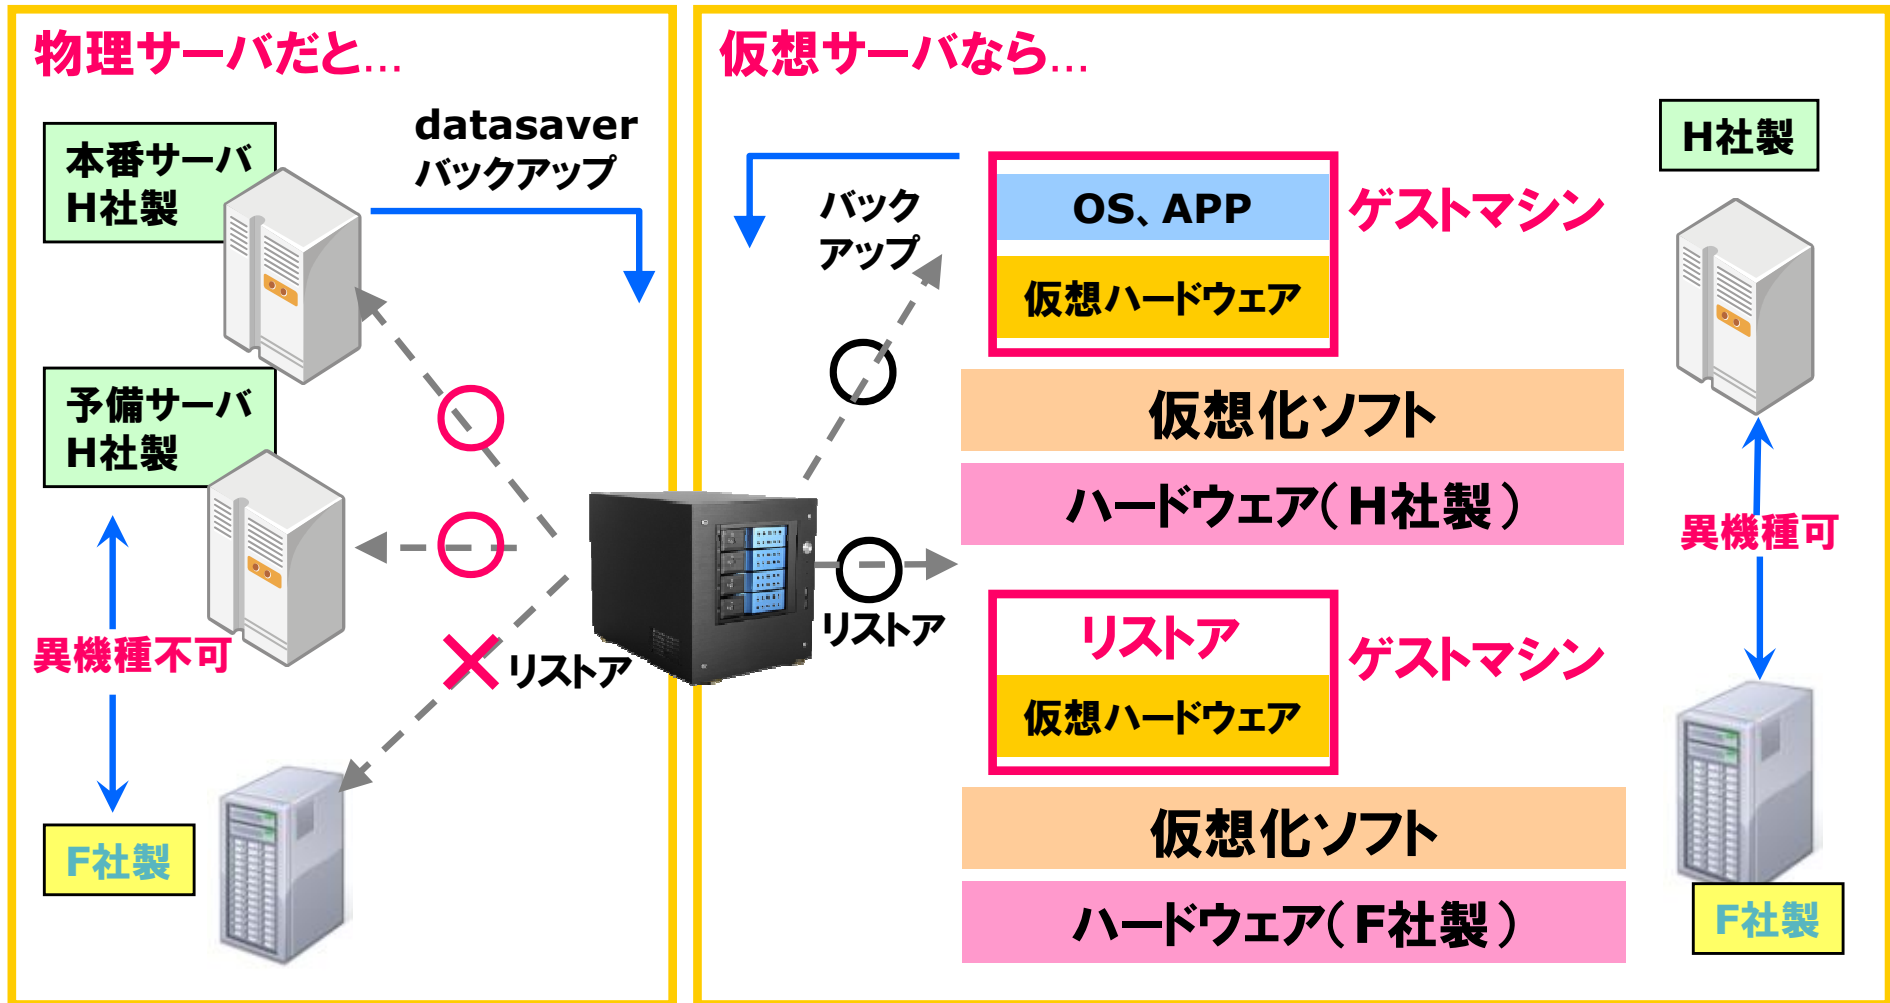 物理サーバだと...
本番サーバ
H社製
datasaver
バックアップ
予備サーバ
H社製
異機種不可
リストア
F社製
仮想サーバなら...
バック
アップ
OS、APP
仮想ハードウェア
ゲストマシン
仮想化ソフト
ハードウェア(H社製)
リストア
リストア
仮想ハードウェア
ゲストマシン
仮想化ソフト
ハードウェア(F社製)
H社製
異機種可
F社製